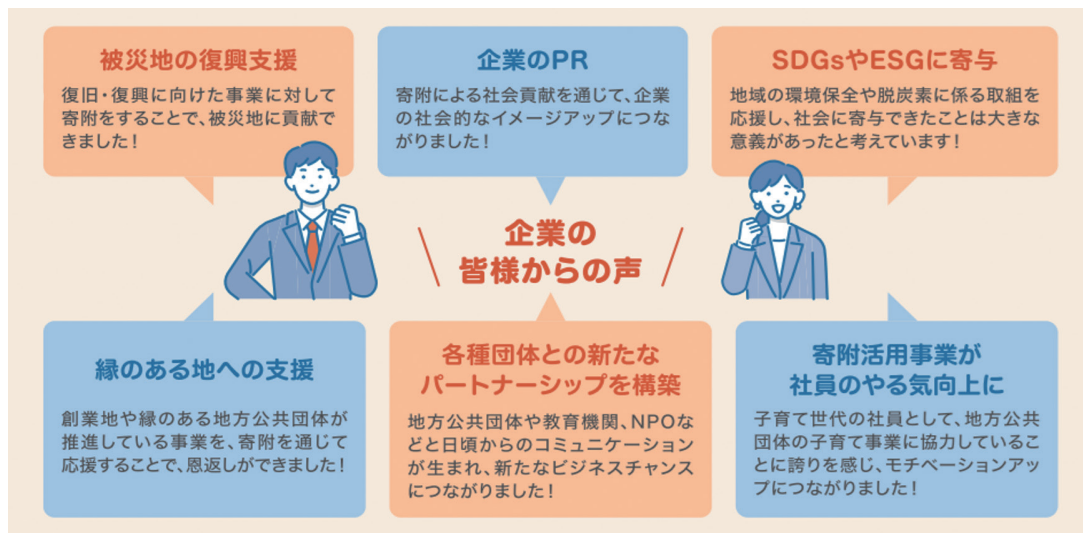 被災地の復興支援
復旧・復興に向けた事業に対して
寄附をすることで、被災地に貢献で
きました！
企業のPR
寄附による社会貢献を通じて、企業
の社会的なイメージアップにつな
がりました！
SDGsやESGに寄与
地域の環境保全や脱炭素に係る取組を
応援し、社会に寄与できたことは大きな
意義があったと考えています！
企業の
皆様からの声
縁のある地への支援
創業地や縁のある地方公共団体が
推進している事業を、寄附を通じて
応援することで、恩返しができました！
各種団体との新たな
パートナーシップを構築
地方公共団体や教育機関、NPOな
どと日頃からのコミュニケーション
が生まれ、新たなビジネスチャンス
につながりました！
寄附活用事業が
社員のやる気向上に
子育て世代の社員として、地方公共
団体の子育て事業に協力しているこ
とに誇りを感じ、モチベーションアッ
プにつながりました！